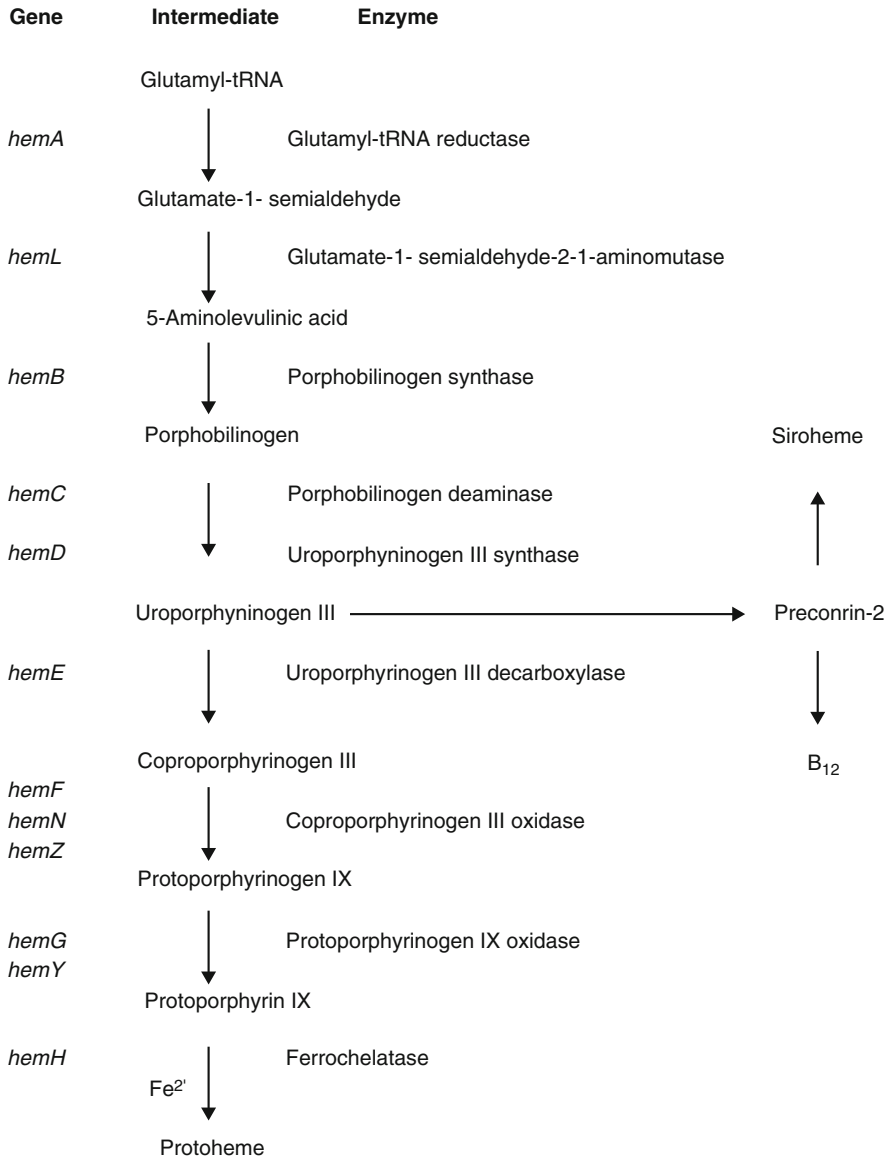 Gene Intermediate Enzyme
Glutamyl-tRNA
hemA Glutamyl-tRNA reductase
Glutamate-1- semialdehyde
hemL Glutamate-1- semialdehyde-2-1-aminomutase
5-Aminolevulinic acid
hemB Porphobilinogen synthase
Porphobilinogen Siroheme
hemC Porphobilinogen deaminase
hemD Uroporphyninogen III synthase
Uroporphyninogen III Preconrin-2
hemE Uroporphyrinogen III decarboxylase
Coproporphyrinogen III B₁₂
hemF
hemN Coproporphyrinogen III oxidase
hemZ
Protoporphyrinogen IX
hemG Protoporphyrinogen IX oxidase
hemY
Protoporphyrin IX
hemH Ferrochelatase
Fe²'
Protoheme